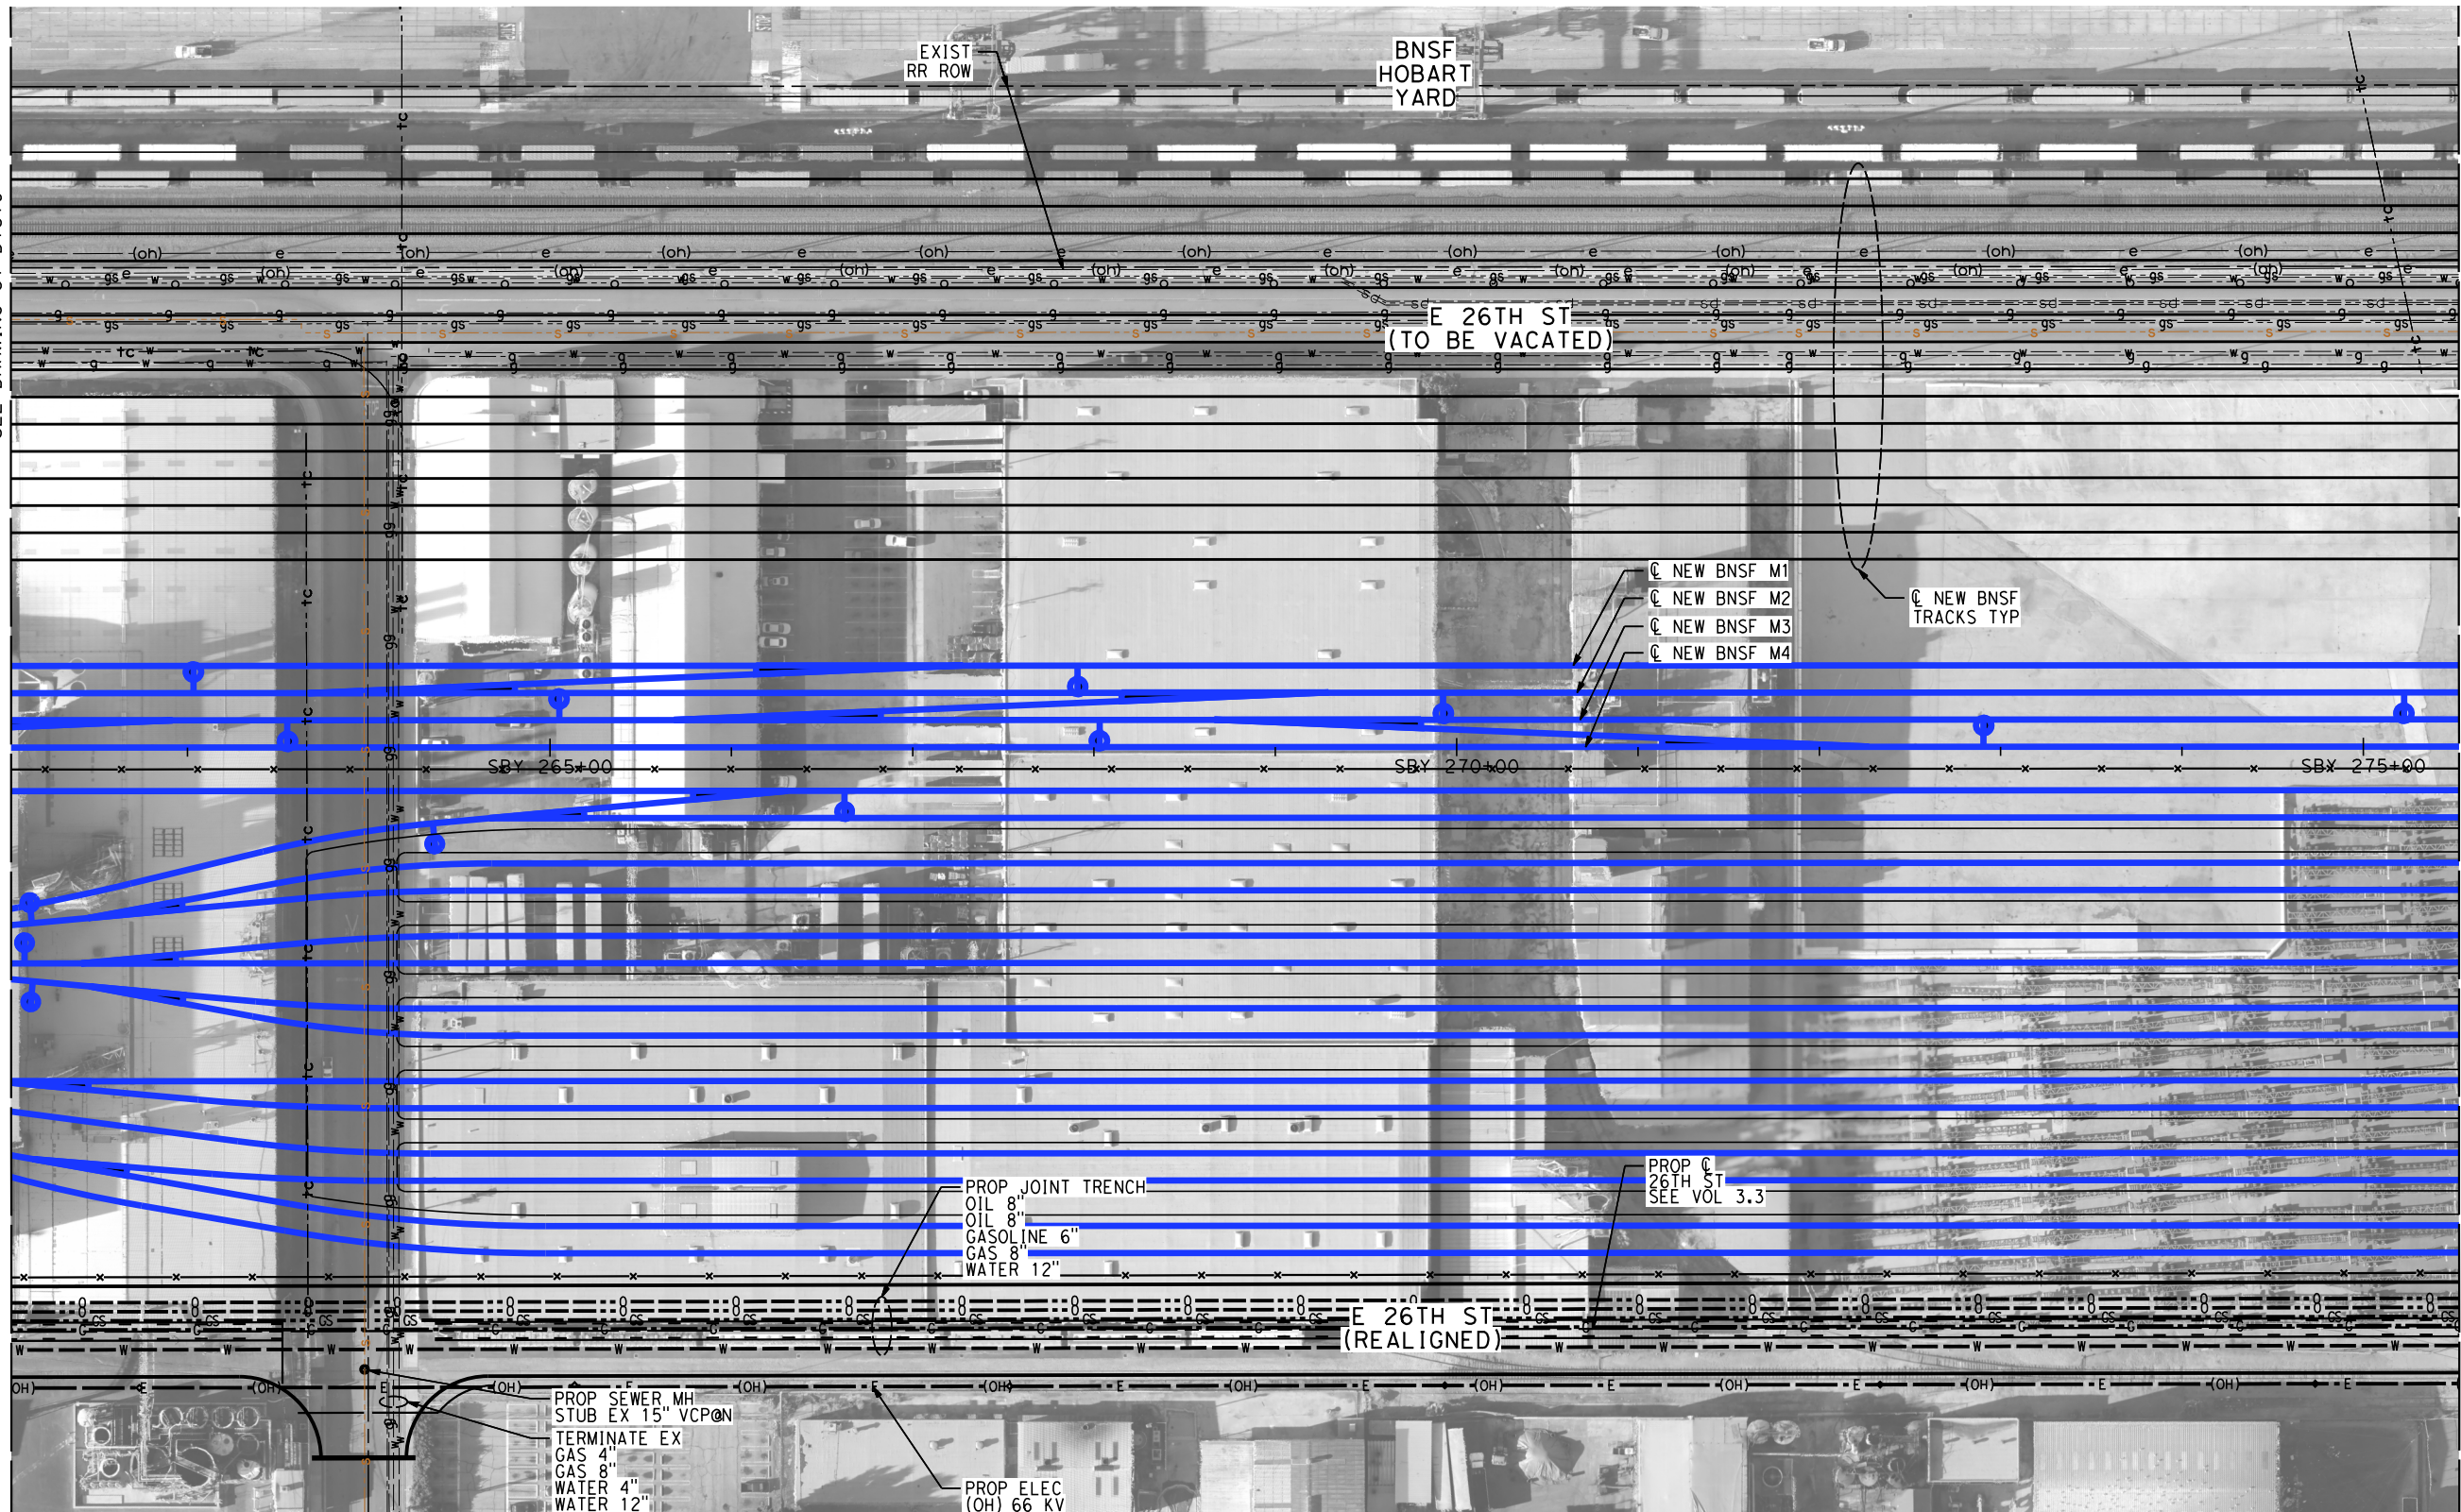 EXIST
RR ROW
BNSF
HOBART
YARD
E 26TH ST
(TO BE VACATED)
℄ NEW BNSF M1
℄ NEW BNSF M2
℄ NEW BNSF M3
℄ NEW BNSF M4
℄ NEW BNSF
TRACKS TYP
SBY 265+00
SBY 270+00
SBY 275+00
PROP JOINT TRENCH
OIL 8"
OIL 8"
GASOLINE 6"
GAS 8"
WATER 12"
PROP ℄
26TH ST
SEE VOL 3.3
E 26TH ST
(REALIGNED)
PROP SEWER MH
STUB EX 15" VCP@N
TERMINATE EX
GAS 4"
GAS 8"
WATER 4"
WATER 12"
PROP ELEC
(OH) 66 KV